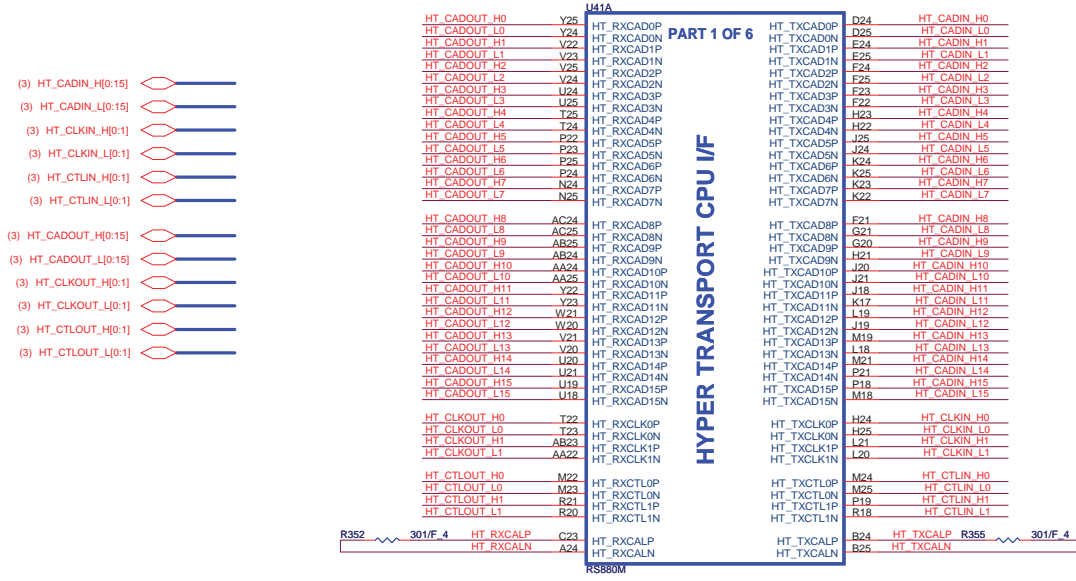 U41A
PART 1 OF 6
HYPER TRANSPORT CPU I/F
(3) HT_CADIN_H[0:15]
(3) HT_CADIN_L[0:15]
(3) HT_CLKIN_H[0:1]
(3) HT_CLKIN_L[0:1]
(3) HT_CTLIN_H[0:1]
(3) HT_CTLIN_L[0:1]
(3) HT_CADOUT_H[0:15]
(3) HT_CADOUT_L[0:15]
(3) HT_CLKOUT_H[0:1]
(3) HT_CLKOUT_L[0:1]
(3) HT_CTLOUT_H[0:1]
(3) HT_CTLOUT_L[0:1]
HT_CADOUT_H0 Y25 HT_RXCAD0P HT_TXCAD0P D24 HT_CADIN_H0
HT_CADOUT_L0 Y24 HT_RXCAD0N HT_TXCAD0N D25 HT_CADIN_L0
HT_CADOUT_H1 V22 HT_RXCAD1P HT_TXCAD1P E24 HT_CADIN_H1
HT_CADOUT_L1 V23 HT_RXCAD1N HT_TXCAD1N E25 HT_CADIN_L1
HT_CADOUT_H2 V25 HT_RXCAD2P HT_TXCAD2P F24 HT_CADIN_H2
HT_CADOUT_L2 V24 HT_RXCAD2N HT_TXCAD2N F25 HT_CADIN_L2
HT_CADOUT_H3 U24 HT_RXCAD3P HT_TXCAD3P F23 HT_CADIN_H3
HT_CADOUT_L3 U25 HT_RXCAD3N HT_TXCAD3N F22 HT_CADIN_L3
HT_CADOUT_H4 T25 HT_RXCAD4P HT_TXCAD4P H23 HT_CADIN_H4
HT_CADOUT_L4 T24 HT_RXCAD4N HT_TXCAD4N H22 HT_CADIN_L4
HT_CADOUT_H5 P22 HT_RXCAD5P HT_TXCAD5P J25 HT_CADIN_H5
HT_CADOUT_L5 P23 HT_RXCAD5N HT_TXCAD5N J24 HT_CADIN_L5
HT_CADOUT_H6 P25 HT_RXCAD6P HT_TXCAD6P K24 HT_CADIN_H6
HT_CADOUT_L6 P24 HT_RXCAD6N HT_TXCAD6N K25 HT_CADIN_L6
HT_CADOUT_H7 N24 HT_RXCAD7P HT_TXCAD7P K23 HT_CADIN_H7
HT_CADOUT_L7 N25 HT_RXCAD7N HT_TXCAD7N K22 HT_CADIN_L7
HT_CADOUT_H8 AC24 HT_RXCAD8P HT_TXCAD8P F21 HT_CADIN_H8
HT_CADOUT_L8 AC25 HT_RXCAD8N HT_TXCAD8N G21 HT_CADIN_L8
HT_CADOUT_H9 AB25 HT_RXCAD9P HT_TXCAD9P G20 HT_CADIN_H9
HT_CADOUT_L9 AB24 HT_RXCAD9N HT_TXCAD9N H21 HT_CADIN_L9
HT_CADOUT_H10 AA24 HT_RXCAD10P HT_TXCAD10P J20 HT_CADIN_H10
HT_CADOUT_L10 AA25 HT_RXCAD10N HT_TXCAD10N J21 HT_CADIN_L10
HT_CADOUT_H11 Y22 HT_RXCAD11P HT_TXCAD11P J18 HT_CADIN_H11
HT_CADOUT_L11 Y23 HT_RXCAD11N HT_TXCAD11N K17 HT_CADIN_L11
HT_CADOUT_H12 W21 HT_RXCAD12P HT_TXCAD12P L19 HT_CADIN_H12
HT_CADOUT_L12 W20 HT_RXCAD12N HT_TXCAD12N J19 HT_CADIN_L12
HT_CADOUT_H13 V21 HT_RXCAD13P HT_TXCAD13P M19 HT_CADIN_H13
HT_CADOUT_L13 V20 HT_RXCAD13N HT_TXCAD13N L18 HT_CADIN_L13
HT_CADOUT_H14 U20 HT_RXCAD14P HT_TXCAD14P M21 HT_CADIN_H14
HT_CADOUT_L14 U21 HT_RXCAD14N HT_TXCAD14N P21 HT_CADIN_L14
HT_CADOUT_H15 U19 HT_RXCAD15P HT_TXCAD15P P18 HT_CADIN_H15
HT_CADOUT_L15 U18 HT_RXCAD15N HT_TXCAD15N M18 HT_CADIN_L15
HT_CLKOUT_H0 T22 HT_RXCLK0P HT_TXCLK0P H24 HT_CLKIN_H0
HT_CLKOUT_L0 T23 HT_RXCLK0N HT_TXCLK0N H25 HT_CLKIN_L0
HT_CLKOUT_H1 AB23 HT_RXCLK1P HT_TXCLK1P L21 HT_CLKIN_H1
HT_CLKOUT_L1 AA22 HT_RXCLK1N HT_TXCLK1N L20 HT_CLKIN_L1
HT_CTLOUT_H0 M22 HT_RXCTL0P HT_TXCTL0P M24 HT_CTLIN_H0
HT_CTLOUT_L0 M23 HT_RXCTL0N HT_TXCTL0N M25 HT_CTLIN_L0
HT_CTLOUT_H1 R21 HT_RXCTL1P HT_TXCTL1P P19 HT_CTLIN_H1
HT_CTLOUT_L1 R20 HT_RXCTL1N HT_TXCTL1N R18 HT_CTLIN_L1
R352 301/F_4 HT_RXCALP C23 HT_RXCALP HT_TXCALP B24 HT_TXCALP R355 301/F_4
HT_RXCALN A24 HT_RXCALN HT_TXCALN B25 HT_TXCALN
RS880M